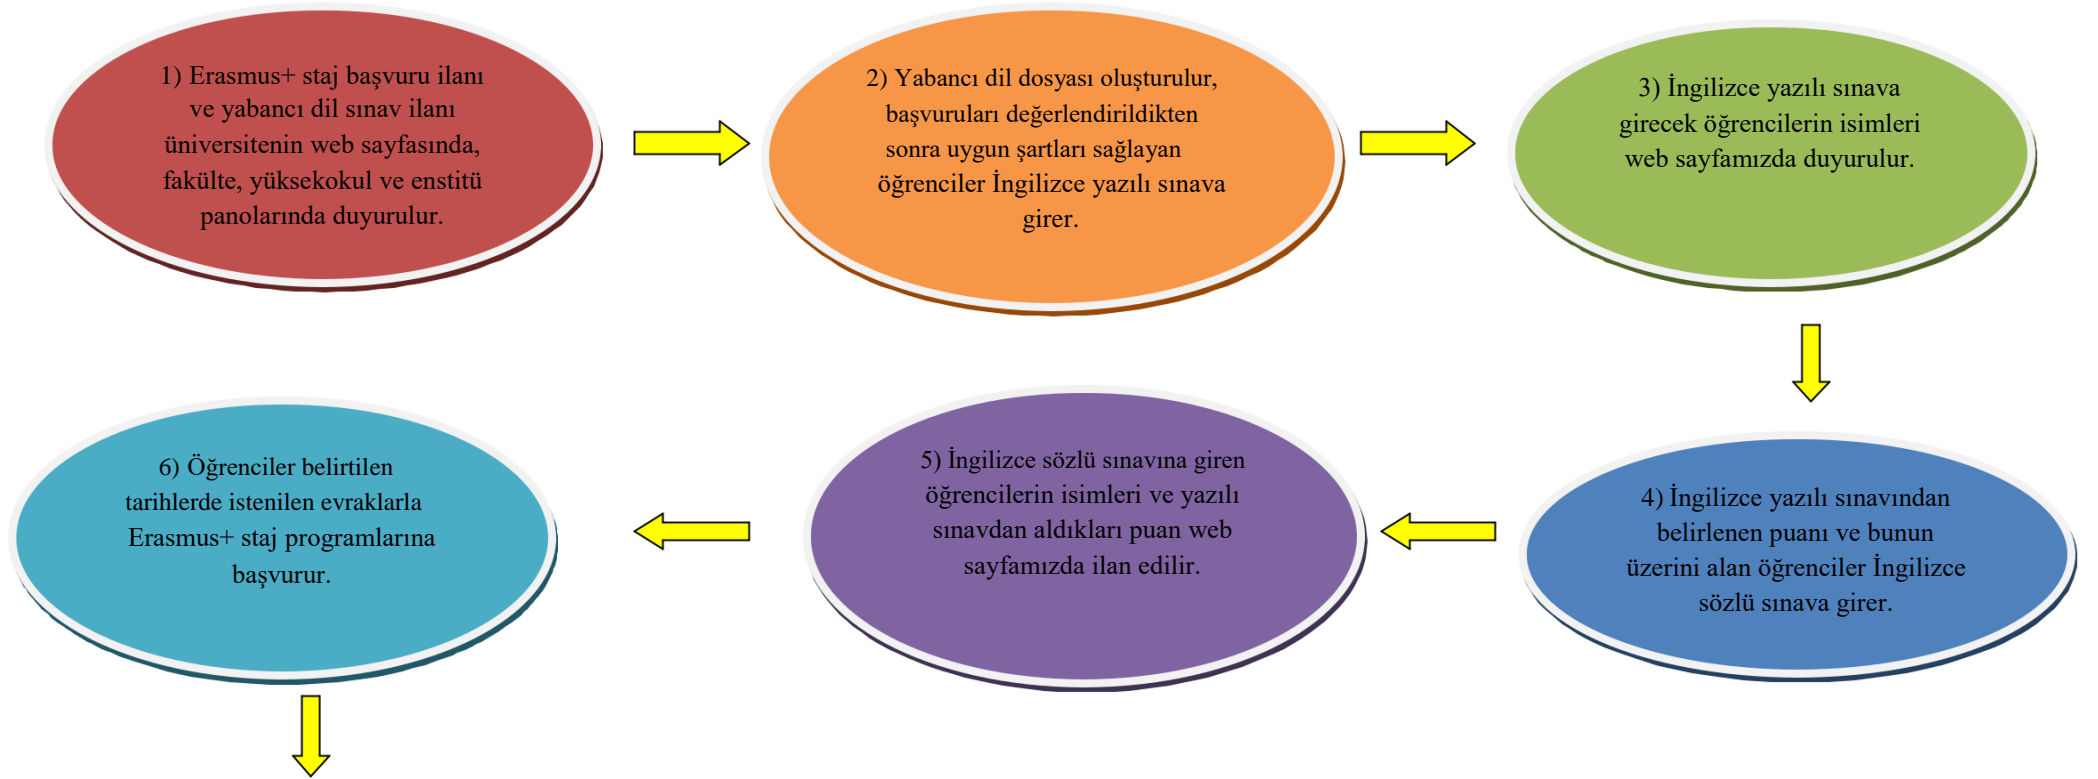 1) Erasmus+ staj başvuru ilanı
ve yabancı dil sınav ilanı
üniversitenin web sayfasında,
fakülte, yüksekokul ve enstitü
panolarında duyurulur.
2) Yabancı dil dosyası oluşturulur,
başvuruları değerlendirildikten
sonra uygun şartları sağlayan
öğrenciler İngilizce yazılı sınava
girer.
3) İngilizce yazılı sınava
girecek öğrencilerin isimleri
web sayfamızda duyurulur.
4) İngilizce yazılı sınavından
belirlenen puanı ve bunun
üzerini alan öğrenciler İngilizce
sözlü sınava girer.
5) İngilizce sözlü sınavına giren
öğrencilerin isimleri ve yazılı
sınavdan aldıkları puan web
sayfamızda ilan edilir.
6) Öğrenciler belirtilen
tarihlerde istenilen evraklarla
Erasmus+ staj programlarına
başvurur.